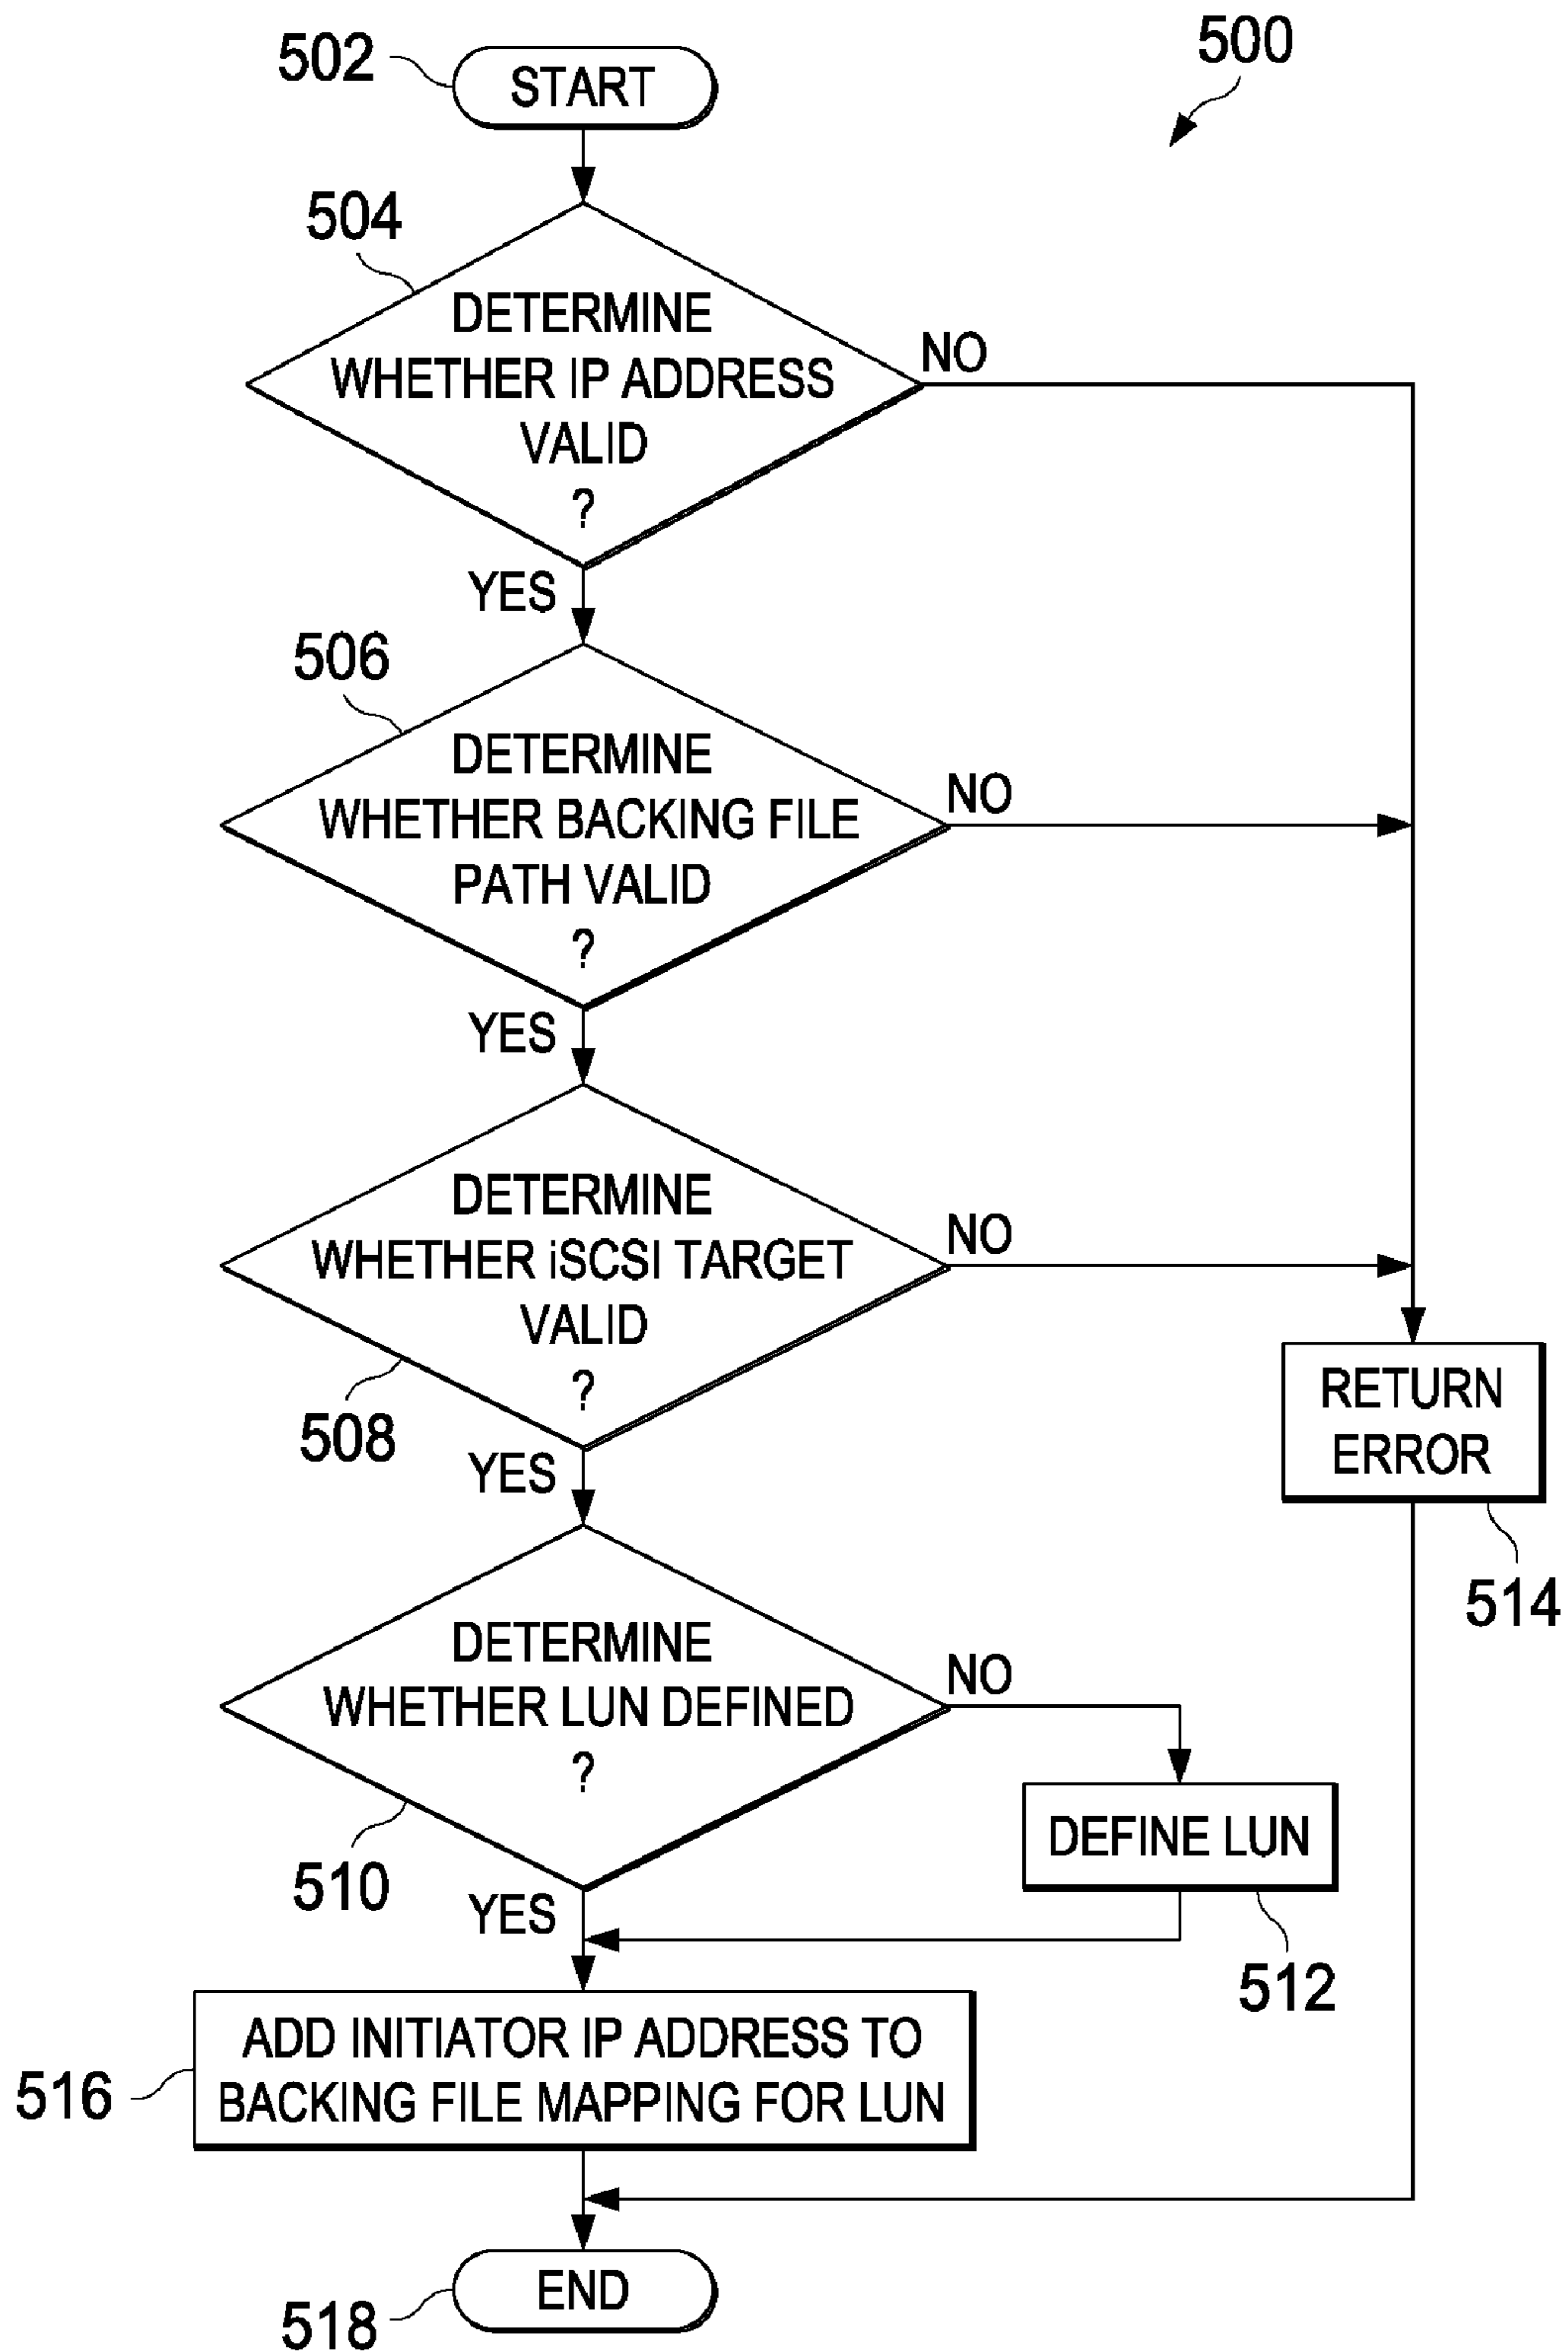 500
502
START
504
DETERMINE
WHETHER IP ADDRESS
VALID
?
NO
YES
506
DETERMINE
WHETHER BACKING FILE
PATH VALID
?
NO
YES
DETERMINE
WHETHER iSCSI TARGET
VALID
?
NO
508
YES
RETURN
ERROR
514
DETERMINE
WHETHER LUN DEFINED
?
NO
510
YES
DEFINE LUN
512
ADD INITIATOR IP ADDRESS TO
BACKING FILE MAPPING FOR LUN
516
END
518